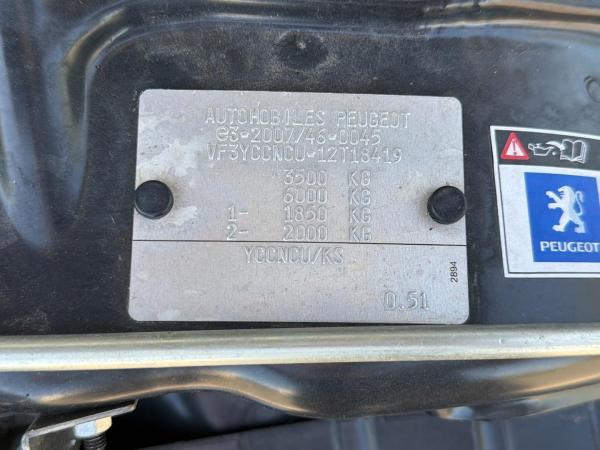 AUTOMOBILES PEUGEOT
e3*2007/46*0045
VF3YCCNCU-12T18419
3500 KG
6000 KG
1- 1850 KG
2- 2000 KG
YCCNCU/KS
2894
0.51
PEUGEOT